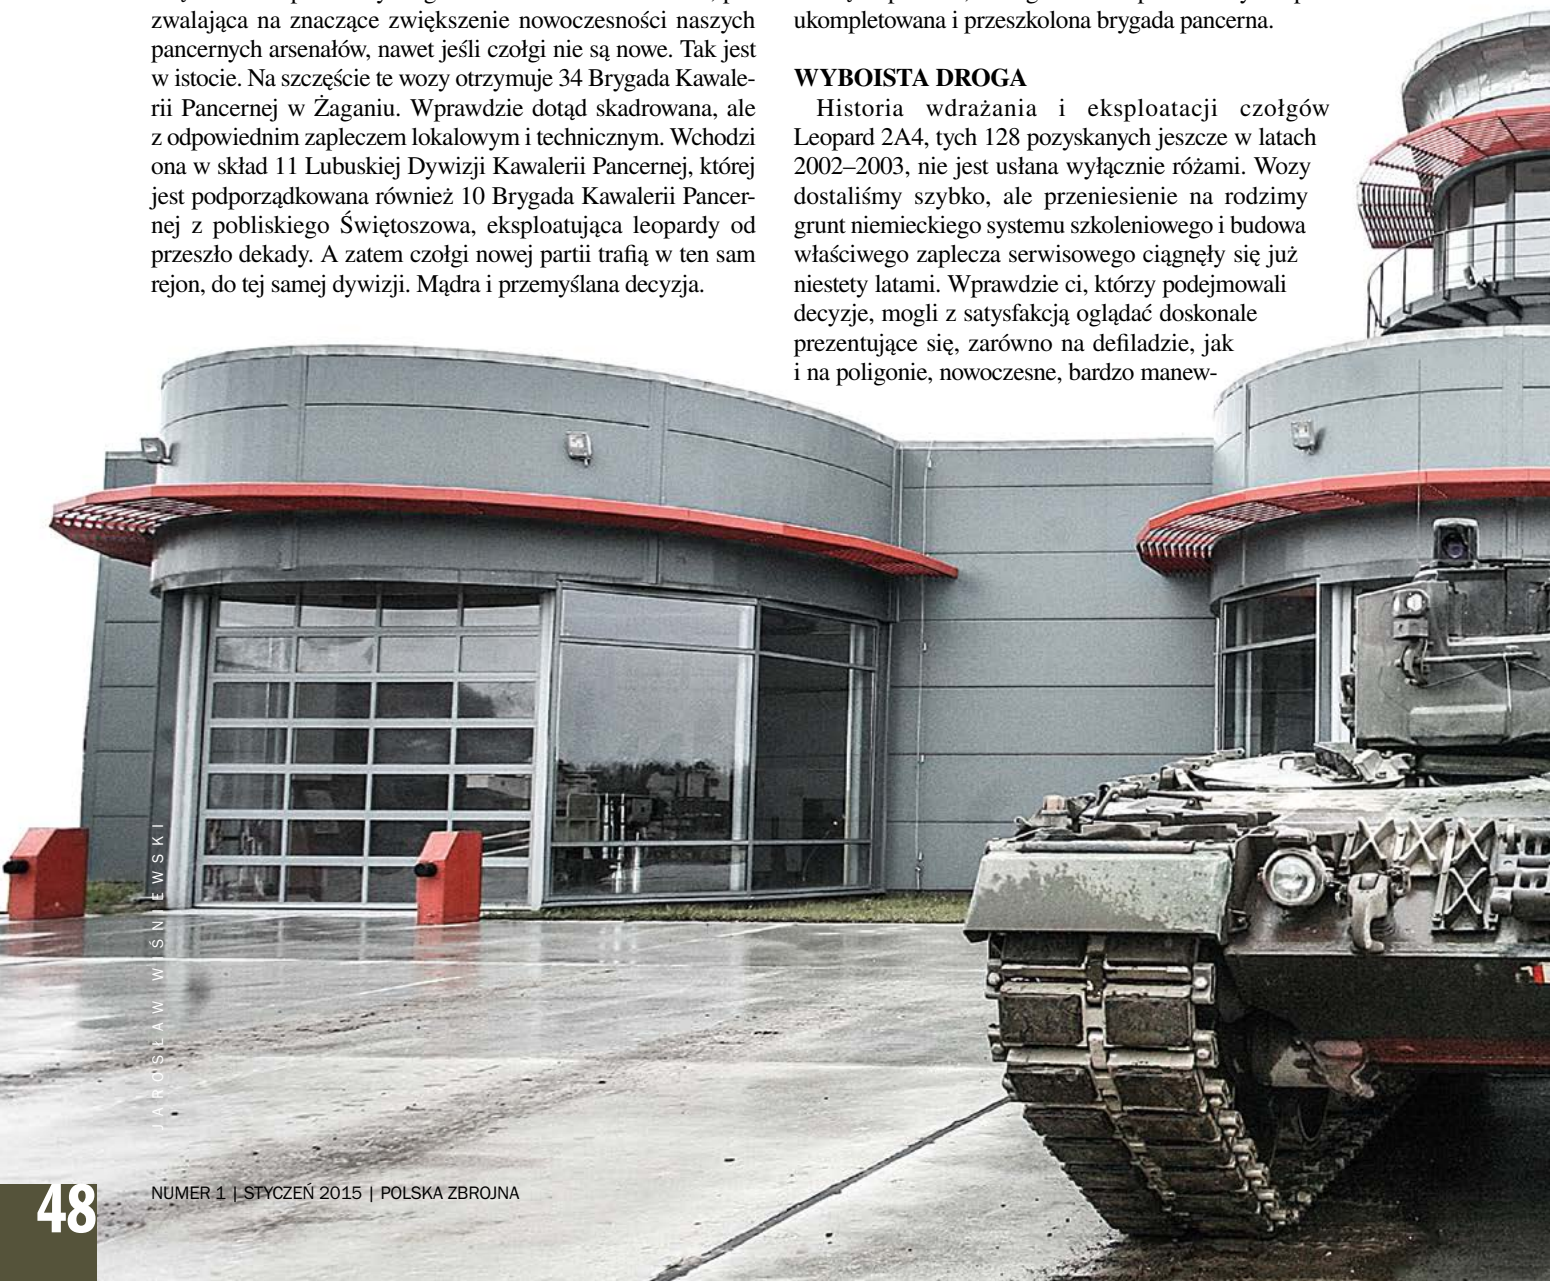 zwalająca na znaczące zwiększenie nowoczesności naszych
pancernych arsenałów, nawet jeśli czołgi nie są nowe. Tak jest
w istocie. Na szczęście te wozy otrzymuje 34 Brygada Kawale-
rii Pancernej w Żaganiu. Wprawdzie dotąd skadrowana, ale
z odpowiednim zapleczem lokalowym i technicznym. Wchodzi
ona w skład 11 Lubuskiej Dywizji Kawalerii Pancernej, której
jest podporządkowana również 10 Brygada Kawalerii Pancer-
nej z pobliskiego Świętoszowa, eksploatująca leopardy od
przeszło dekady. A zatem czołgi nowej partii trafią w ten sam
rejon, do tej samej dywizji. Mądra i przemyślana decyzja.
ukompletowana i przeszkolona brygada pancerna.
WYBOISTA DROGA
Historia wdrażania i eksploatacji czołgów
Leopard 2A4, tych 128 pozyskanych jeszcze w latach
2002–2003, nie jest usłana wyłącznie różami. Wozy
dostaliśmy szybko, ale przeniesienie na rodzimy
grunt niemieckiego systemu szkoleniowego i budowa
właściwego zaplecza serwisowego ciągnęły się już
niestety latami. Wprawdzie ci, którzy podejmowali
decyzje, mogli z satysfakcją oglądać doskonale
prezentujące się, zarówno na defiladzie, jak
i na poligonie, nowoczesne, bardzo manew-
JAROSŁAW WIŚNIEWSKI
48
NUMER 1 | STYCZEŃ 2015 | POLSKA ZBROJNA